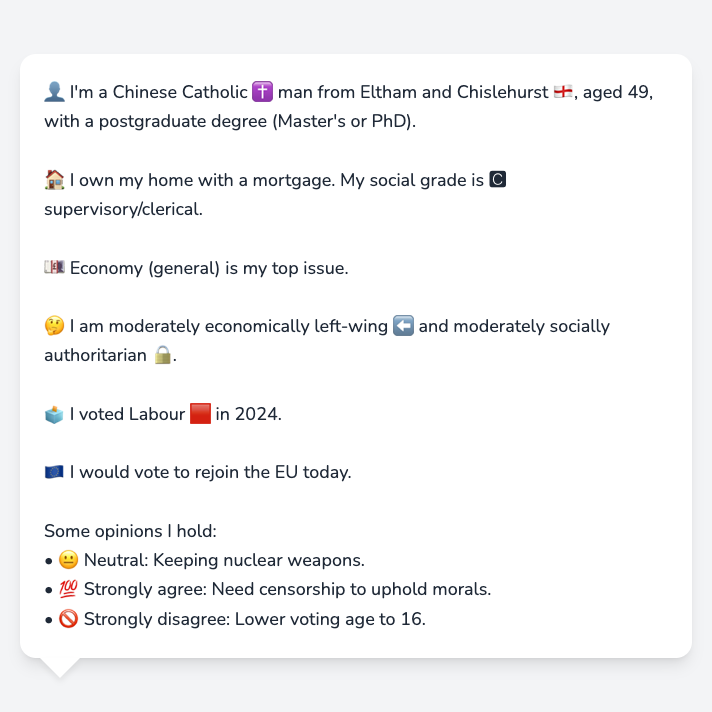 👤 I'm a Chinese Catholic ✝️ man from Eltham and Chislehurst 🏴󠁧󠁢󠁥󠁮󠁧󠁿, aged 49,
with a postgraduate degree (Master's or PhD).
🏠 I own my home with a mortgage. My social grade is 🅲
supervisory/clerical.
💷 Economy (general) is my top issue.
🤔 I am moderately economically left-wing ⬅️ and moderately socially
authoritarian 🔒.
🗳️ I voted Labour 🟥 in 2024.
🇪🇺 I would vote to rejoin the EU today.
Some opinions I hold:
• 😐 Neutral: Keeping nuclear weapons.
• 💯 Strongly agree: Need censorship to uphold morals.
• 🚫 Strongly disagree: Lower voting age to 16.